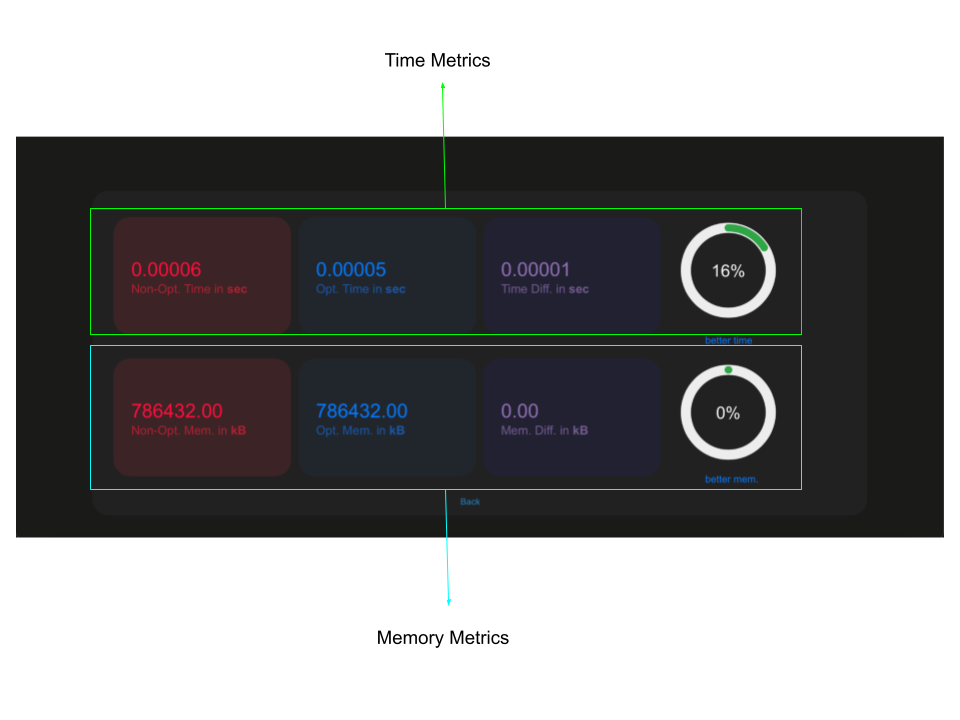 Time Metrics
0.00006
Non-Opt. Time in sec
0.00005
Opt. Time in sec
0.00001
Time Diff. in sec
16%
better time
786432.00
Non-Opt. Mem. in kB
786432.00
Opt. Mem. in kB
0.00
Mem. Diff. in kB
0%
better mem.
Back
Memory Metrics